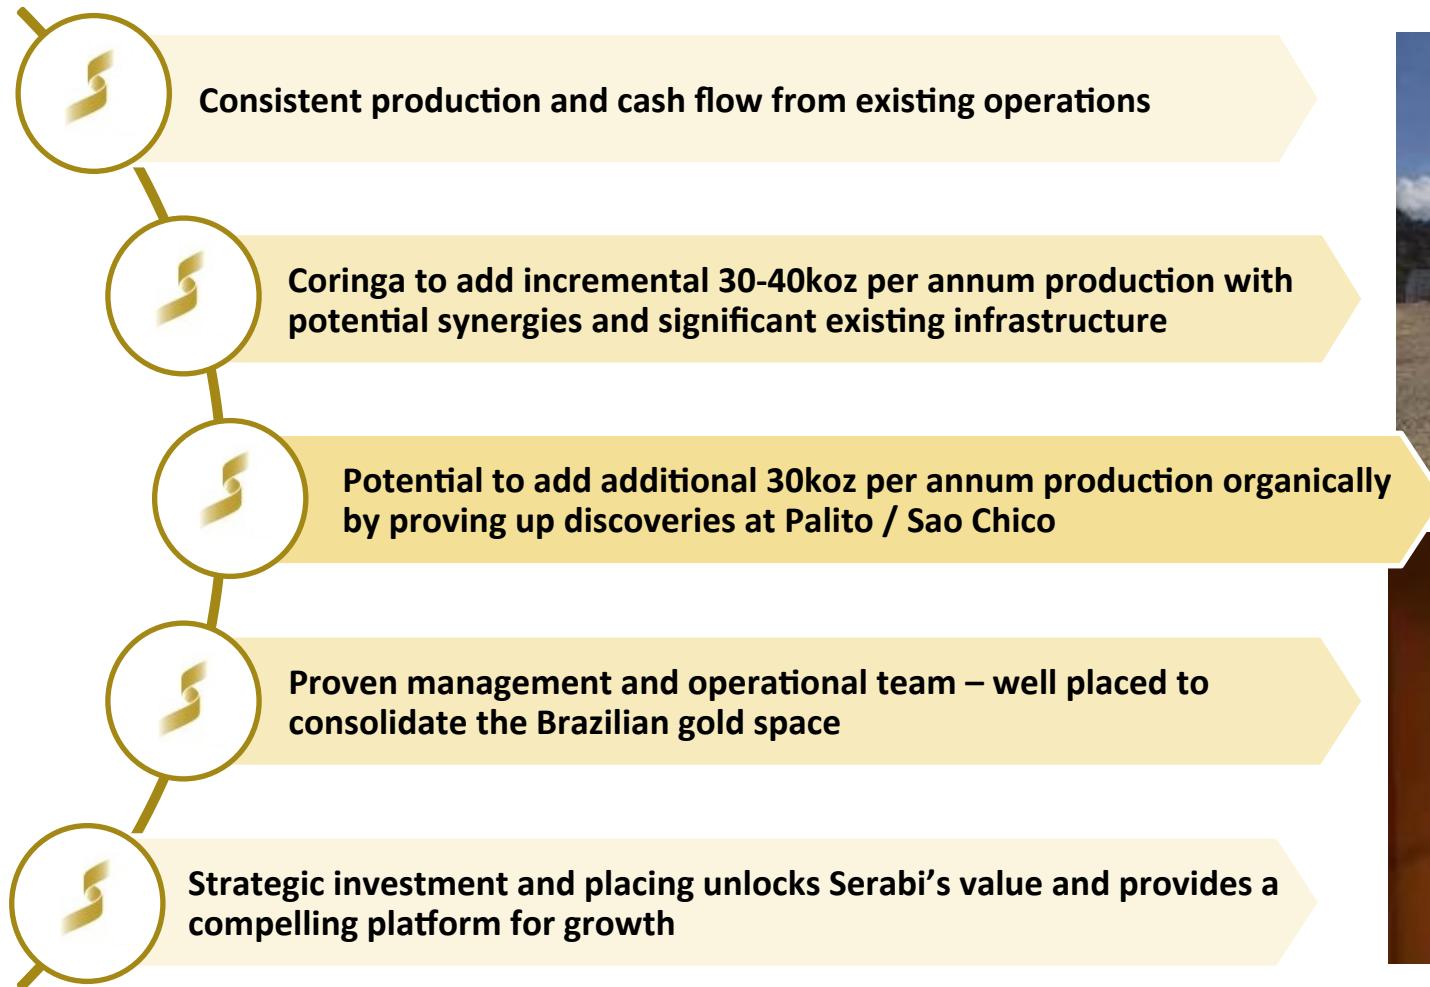 Consistent production and cash flow from existing operations
Coringa to add incremental 30-40koz per annum production with
potential synergies and significant existing infrastructure
Potential to add additional 30koz per annum production organically
by proving up discoveries at Palito / Sao Chico
Proven management and operational team – well placed to
consolidate the Brazilian gold space
Strategic investment and placing unlocks Serabi’s value and provides a
compelling platform for growth